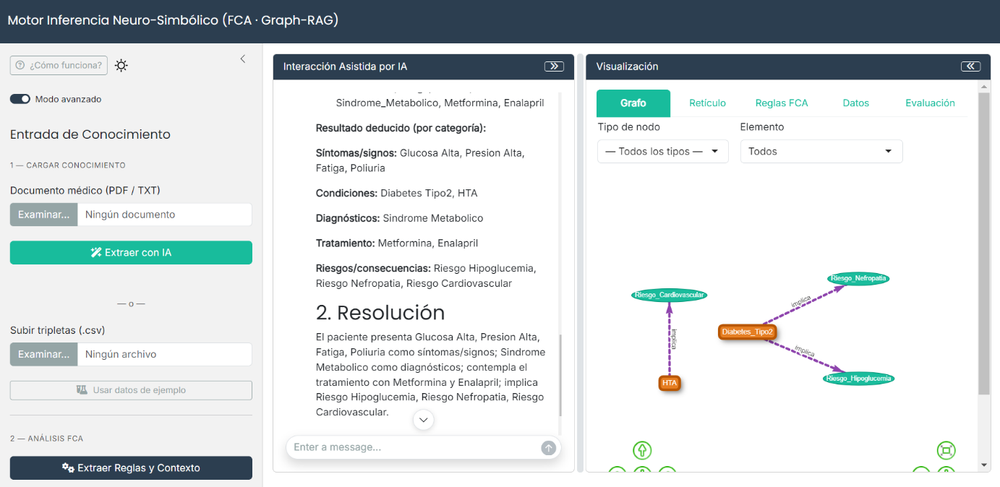 Motor Inferencia Neuro-Simbólico (FCA · Graph-RAG)
¿Cómo funciona?
Modo avanzado
Entrada de Conocimiento
1 — CARGAR CONOCIMIENTO
Documento médico (PDF / TXT)
Examinar... Ningún documento
Extraer con IA
— o —
Subir tripletas (.csv)
Examinar... Ningún archivo
Usar datos de ejemplo
2 — ANÁLISIS FCA
Extraer Reglas y Contexto
Interacción Asistida por IA
Sindrome_Metabolico, Metformina, Enalapril
Resultado deducido (por categoría):
Síntomas/signos: Glucosa Alta, Presion Alta,
Fatiga, Poliuria
Condiciones: Diabetes Tipo2, HTA
Diagnósticos: Sindrome Metabolico
Tratamiento: Metformina, Enalapril
Riesgos/consecuencias: Riesgo Hipoglucemia,
Riesgo Nefropatia, Riesgo Cardiovascular
2. Resolución
El paciente presenta Glucosa Alta, Presion Alta,
Fatiga, Poliuria como síntomas/signos; Sindrome
Metabolico como diagnósticos; contempla el
tratamiento con Metformina y Enalapril; implica
Riesgo Hipoglucemia, Riesgo Nefropatia, Riesgo
Cardiovascular.
Enter a message...
Visualización
Grafo Retículo Reglas FCA Datos Evaluación
Tipo de nodo Elemento
— Todos los tipos — Todos
Riesgo_Nefropatia
Riesgo_Cardiovascular
implica
Diabetes_Tipo2
implica
implica
Riesgo_Hipoglucemia
HTA